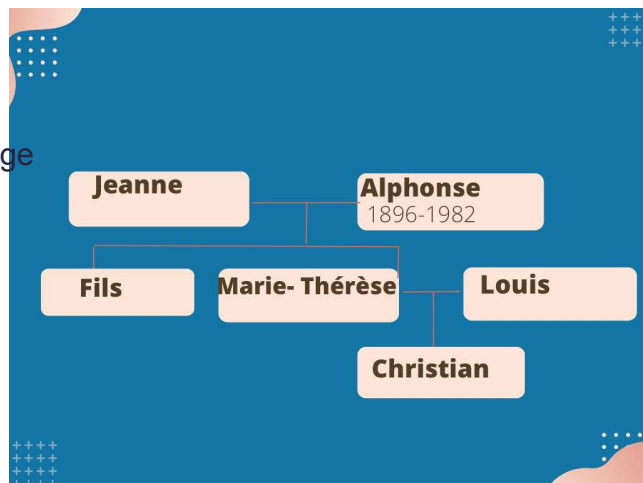 ge
Jeanne
Alphonse
1896-1982
Fils
Marie- Thérèse
Louis
Christian